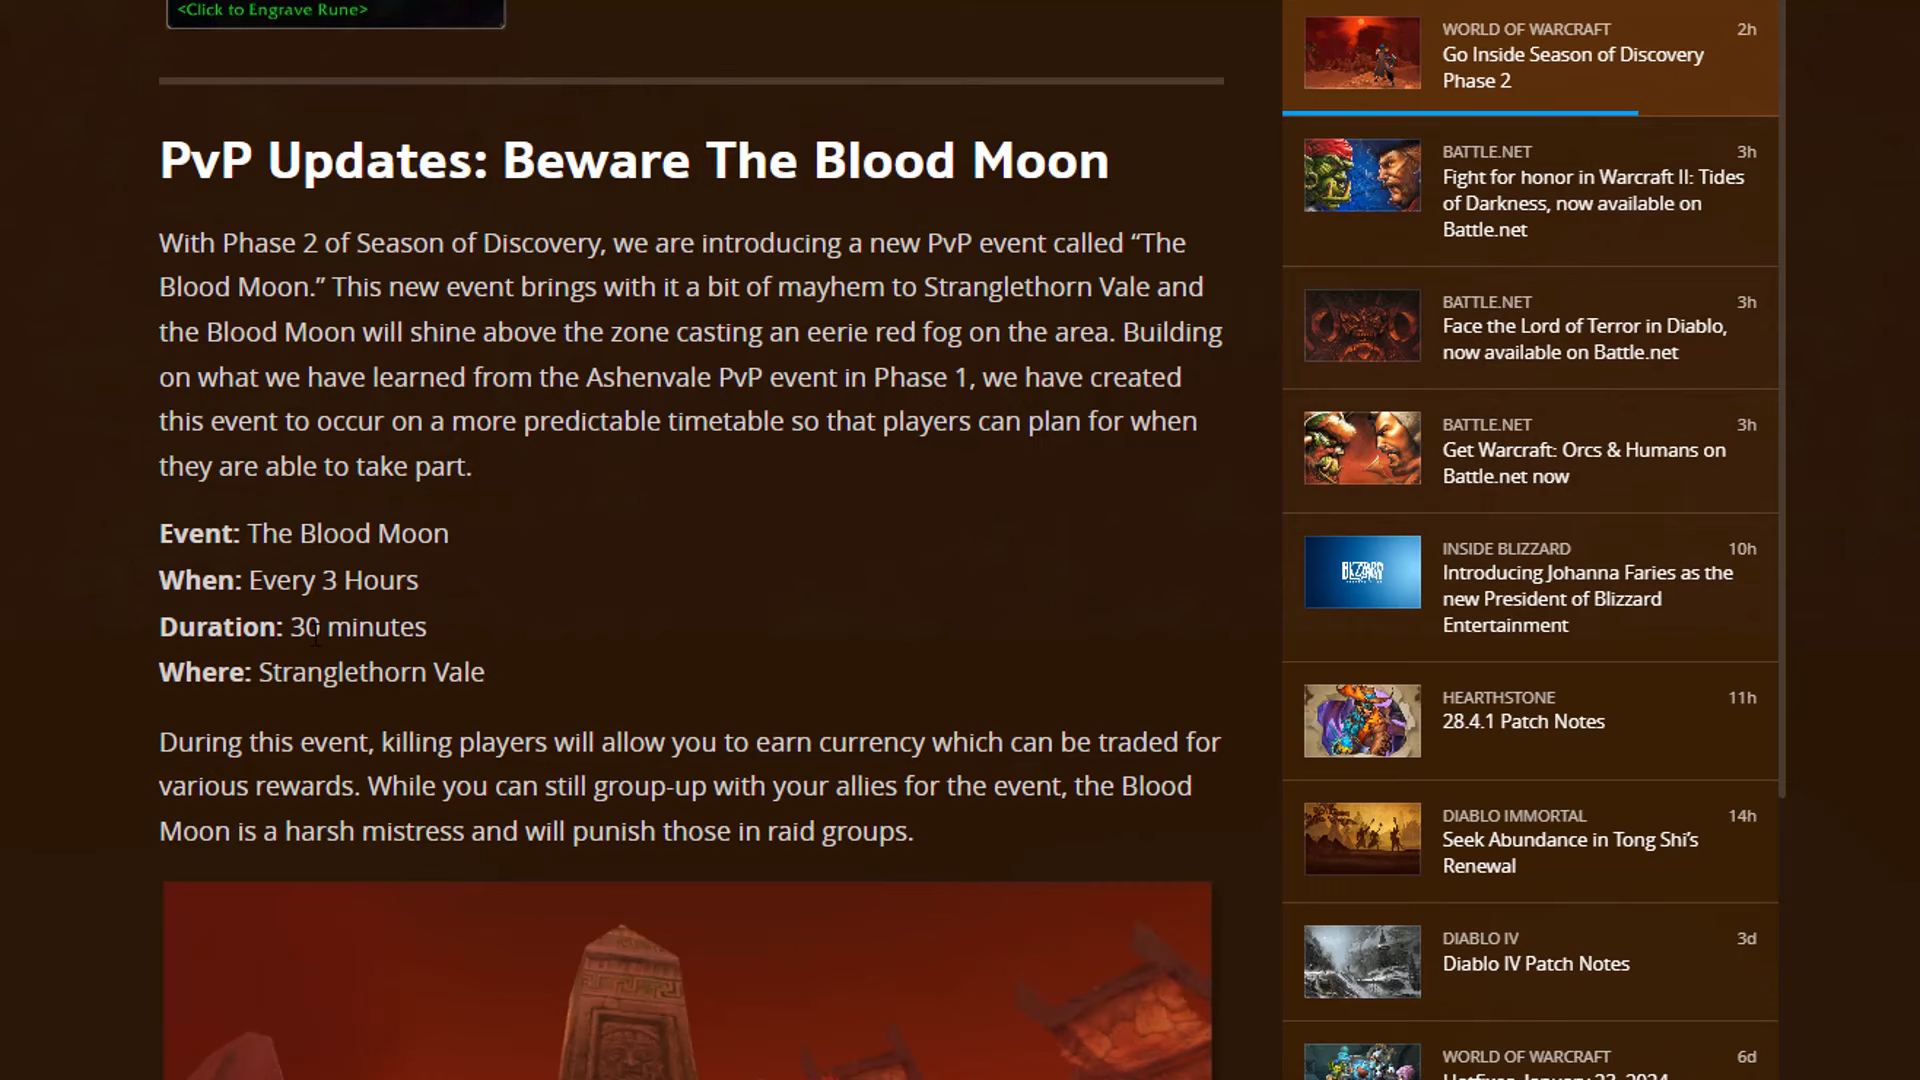 <Click to Engrave Rune>
PvP Updates: Beware The Blood Moon
With Phase 2 of Season of Discovery, we are introducing a new PvP event called “The
Blood Moon.” This new event brings with it a bit of mayhem to Stranglethorn Vale and
the Blood Moon will shine above the zone casting an eerie red fog on the area. Building
on what we have learned from the Ashenvale PvP event in Phase 1, we have created
this event to occur on a more predictable timetable so that players can plan for when
they are able to take part.
Event: The Blood Moon
When: Every 3 Hours
Duration: 30 minutes
Where: Stranglethorn Vale
During this event, killing players will allow you to earn currency which can be traded for
various rewards. While you can still group-up with your allies for the event, the Blood
Moon is a harsh mistress and will punish those in raid groups.
WORLD OF WARCRAFT 2h
Go Inside Season of Discovery
Phase 2
BATTLE.NET 3h
Fight for honor in Warcraft II: Tides
of Darkness, now available on
Battle.net
BATTLE.NET 3h
Face the Lord of Terror in Diablo,
now available on Battle.net
BATTLE.NET 3h
Get Warcraft: Orcs & Humans on
Battle.net now
BLIZZARD
INSIDE BLIZZARD 10h
Introducing Johanna Faries as the
new President of Blizzard
Entertainment
HEARTHSTONE 11h
28.4.1 Patch Notes
DIABLO IMMORTAL 14h
Seek Abundance in Tong Shi’s
Renewal
DIABLO IV 3d
Diablo IV Patch Notes
WORLD OF WARCRAFT 6d
Hotfixes: January 23, 2024